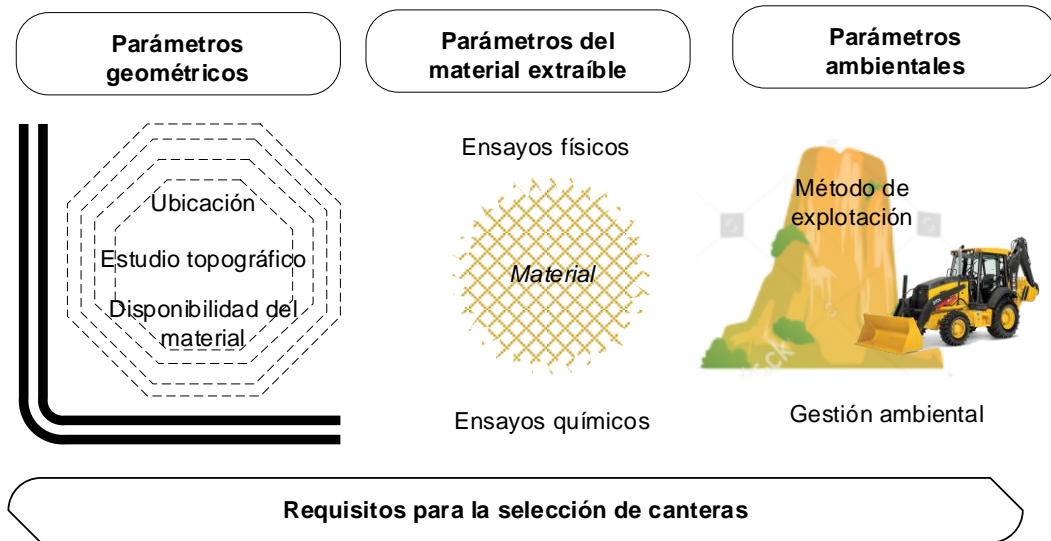 Parámetros
geométricos
Parámetros del
material extraíble
Parámetros
ambientales
Ubicación
Estudio topográfico
Disponibilidad del
material
Ensayos físicos
Material
Ensayos químicos
Método de
explotación
Gestión ambiental
Requisitos para la selección de canteras